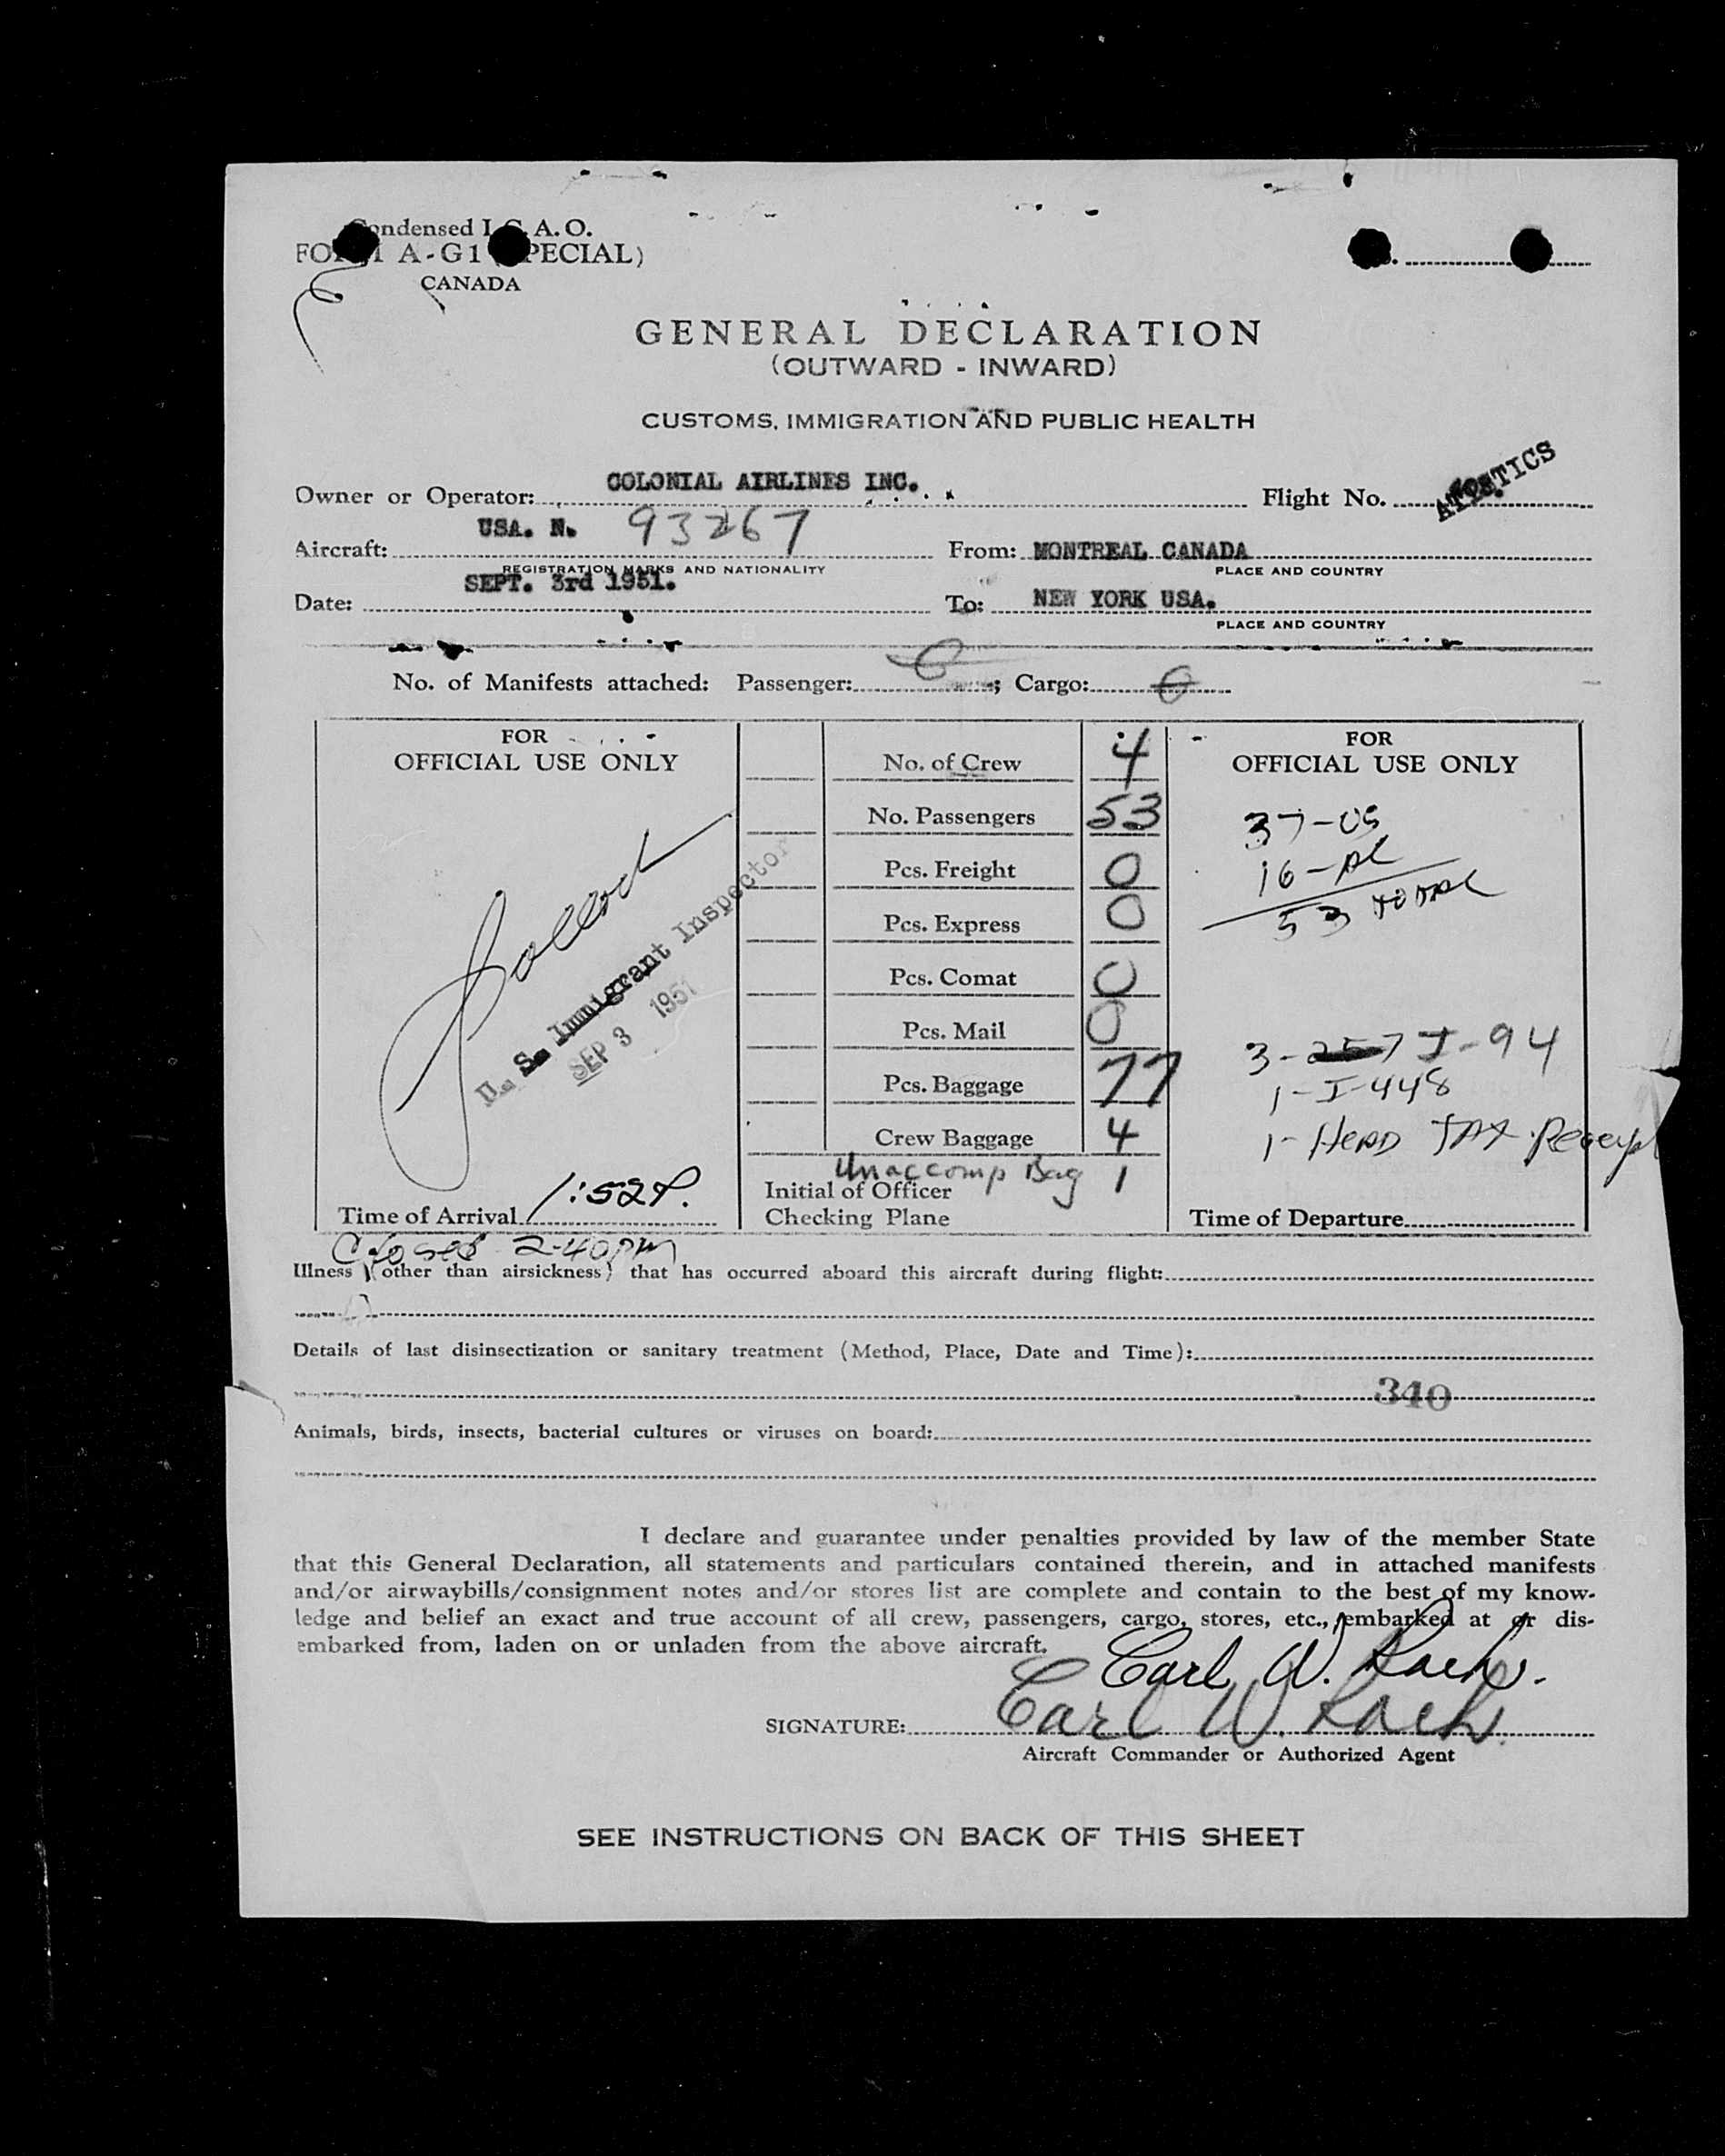 Condensed I. C. A. O.
FORM A-G1 (SPECIAL)
CANADA
GENERAL DECLARATION
(OUTWARD - INWARD)
CUSTOMS, IMMIGRATION AND PUBLIC HEALTH
Owner or Operator: COLONIAL AIRLINES INC. Flight No.
Aircraft: USA. N. 93267 From: MONTREAL CANADA
REGISTRATION MARKS AND NATIONALITY PLACE AND COUNTRY
Date: SEPT. 3rd 1951. To: NEW YORK USA.
PLACE AND COUNTRY
No. of Manifests attached: Passenger: 0; Cargo: 0
FOR
OFFICIAL USE ONLY
U. S. Immigrant Inspector
SEP 3 1951
Time of Arrival 1:52P.
Closed 2-40PM
No. of Crew 4
No. Passengers 53
Pcs. Freight 0
Pcs. Express 0
Pcs. Comat 0
Pcs. Mail 0
Pcs. Baggage 77
Crew Baggage 4
Unaccomp Bag 1
Initial of Officer
Checking Plane
FOR
OFFICIAL USE ONLY
37-US
16-AL
53 TOTAL
3- I-94
1-I-448
1-HEAD TAX Receipt
Time of Departure
Illness (other than airsickness) that has occurred aboard this aircraft during flight:
Details of last disinsectization or sanitary treatment (Method, Place, Date and Time):
340
Animals, birds, insects, bacterial cultures or viruses on board:
I declare and guarantee under penalties provided by law of the member State
that this General Declaration, all statements and particulars contained therein, and in attached manifests
and/or airwaybills/consignment notes and/or stores list are complete and contain to the best of my know-
ledge and belief an exact and true account of all crew, passengers, cargo, stores, etc., embarked at or dis-
embarked from, laden on or unladen from the above aircraft.
Carl W.
SIGNATURE: Carl W.
Aircraft Commander or Authorized Agent
SEE INSTRUCTIONS ON BACK OF THIS SHEET